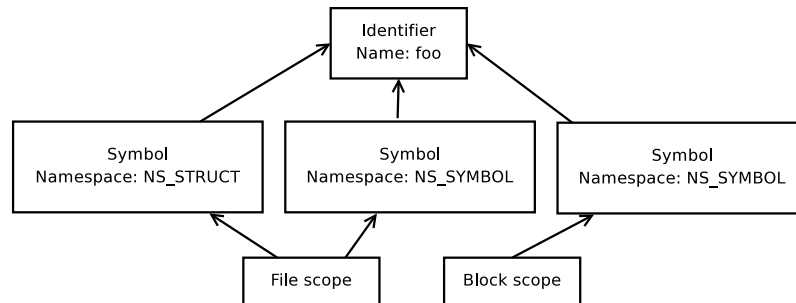 Identifier
Name: foo
Symbol
Namespace: NS_STRUCT
Symbol
Namespace: NS_SYMBOL
Symbol
Namespace: NS_SYMBOL
File scope
Block scope